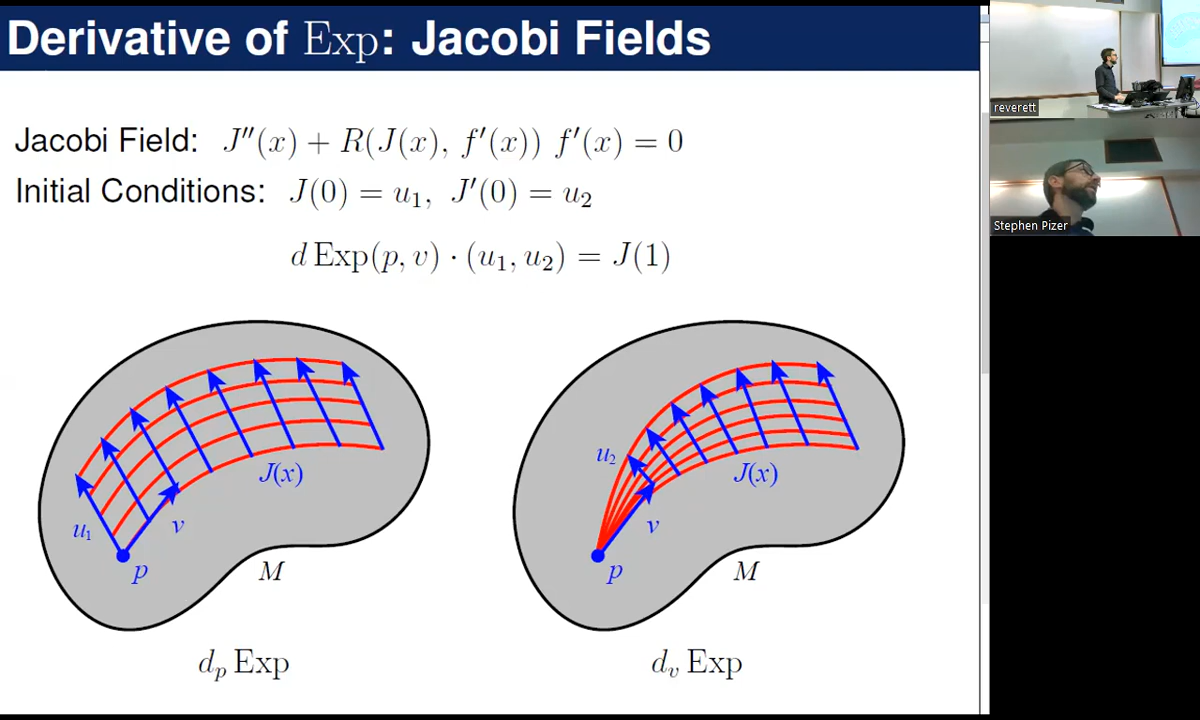 Derivative of Exp: Jacobi Fields
Jacobi Field: J″(x) + R(J(x), f′(x)) f′(x) = 0
Initial Conditions: J(0) = u₁, J′(0) = u₂
d Exp(p, v) · (u₁, u₂) = J(1)
u₁
v
J(x)
p
M
d_p Exp
u₂
v
J(x)
p
M
d_v Exp
reverett
Stephen Pizer